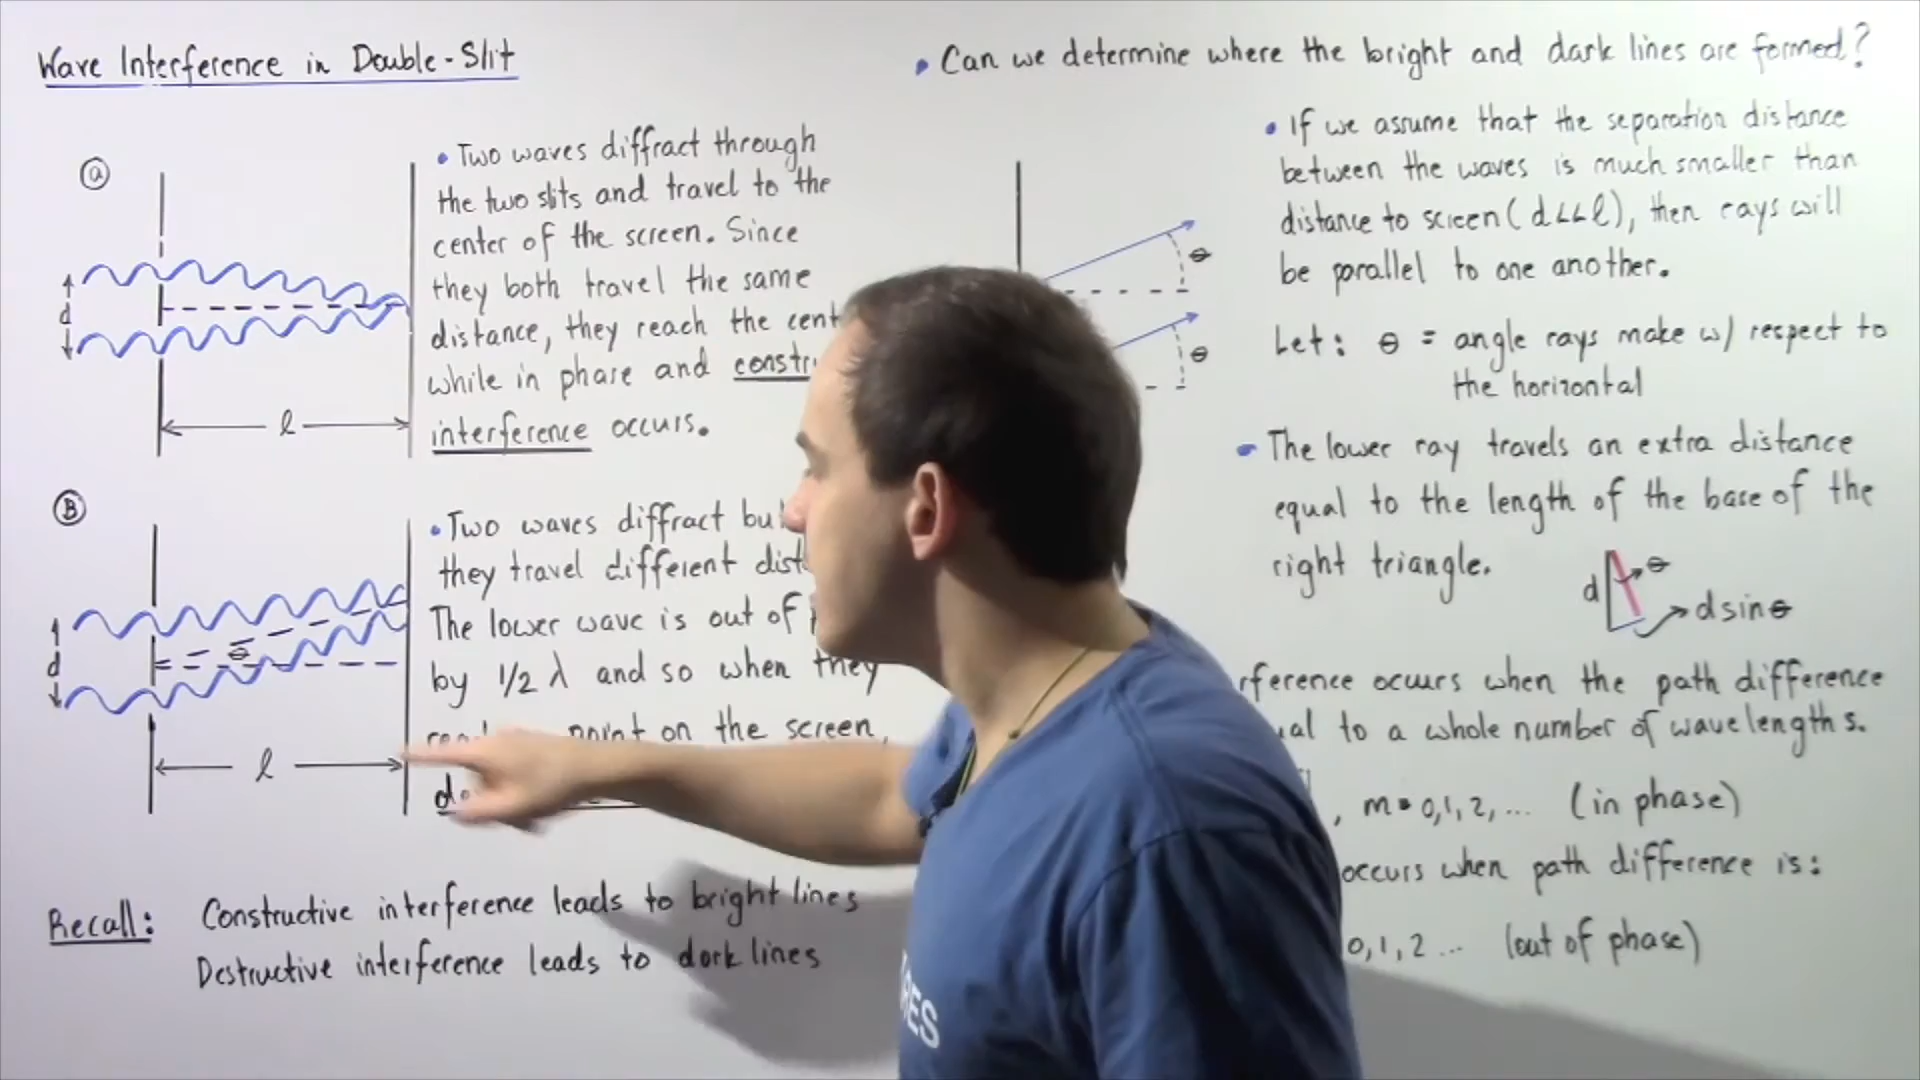 Wave Interference in Double-Slit
a
d
l
• Two waves diffract through
the two slits and travel to the
center of the screen. Since
they both travel the same
distance, they reach the cent
while in phase and constr
interference occurs.
B
d
θ
l
• Two waves diffract but
they travel different dist
The lower wave is out of
by 1/2 λ and so when they
point on the screen,
Recall: Constructive interference leads to bright lines
Destructive interference leads to dark lines
• Can we determine where the bright and dark lines are formed?
θ
θ
• If we assume that the separation distance
between the waves is much smaller than
distance to screen (d<<l), then rays will
be parallel to one another.
Let: θ = angle rays make w/ respect to
the horizontal
• The lower ray travels an extra distance
equal to the length of the base of the
right triangle.
d
θ
d sinθ
rference occurs when the path difference
ual to a whole number of wavelengths.
, m = 0,1,2,... (in phase)
occurs when path difference is:
0,1,2... (out of phase)
RES